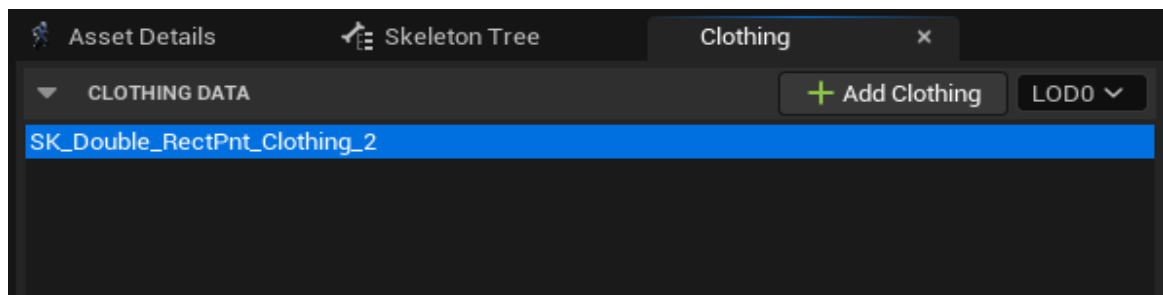 Asset Details Skeleton Tree Clothing ×
CLOTHING DATA + Add Clothing LOD0
SK_Double_RectPnt_Clothing_2